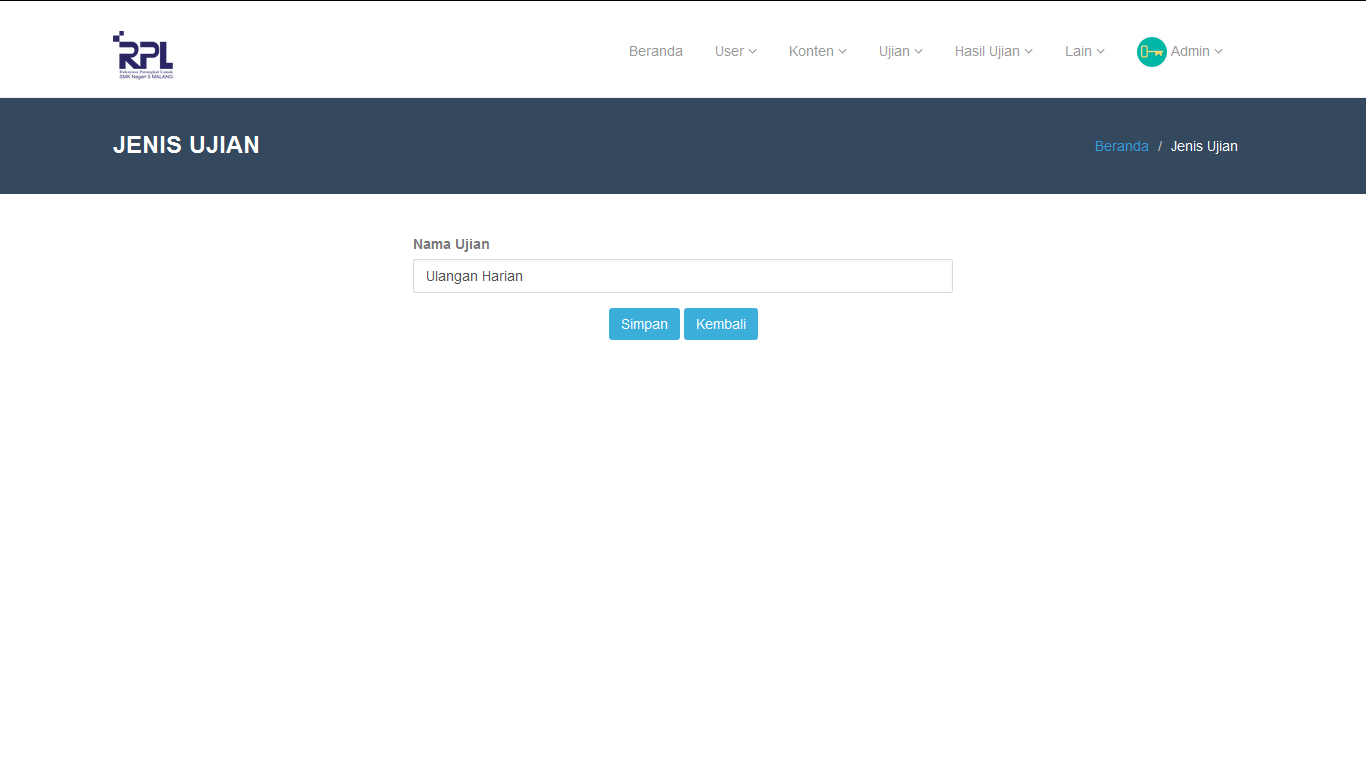 RPL
Rekayasa Perangkat Lunak
SMK Negeri 5 MALANG
Beranda User Konten Ujian Hasil Ujian Lain Admin
JENIS UJIAN
Beranda / Jenis Ujian
Nama Ujian
Ulangan Harian
Simpan Kembali